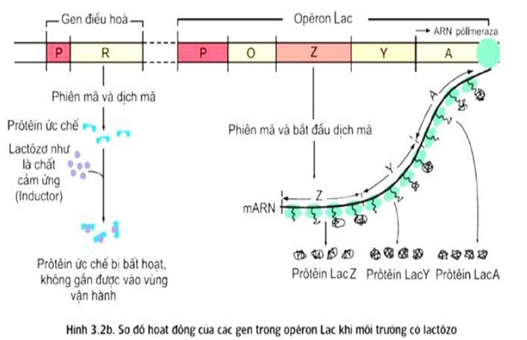 Gen điều hoà
Opêron Lac
ARN pôlimeraza
P R P O Z Y A
Phiên mã và dịch mã
Prôtêin ức chế
Lactôzơ như
là chất
cảm ứng
(Inductor)
Prôtêin ức chế bị bất hoạt,
không gắn được vào vùng
vận hành
Phiên mã và bắt đầu dịch mã
mARN
Z
Y
A
Prôtêin LacZ Prôtêin LacY Prôtêin LacA
Hình 3.2b. Sơ đồ hoạt động của các gen trong opêron Lac khi môi trường có lactôzơ